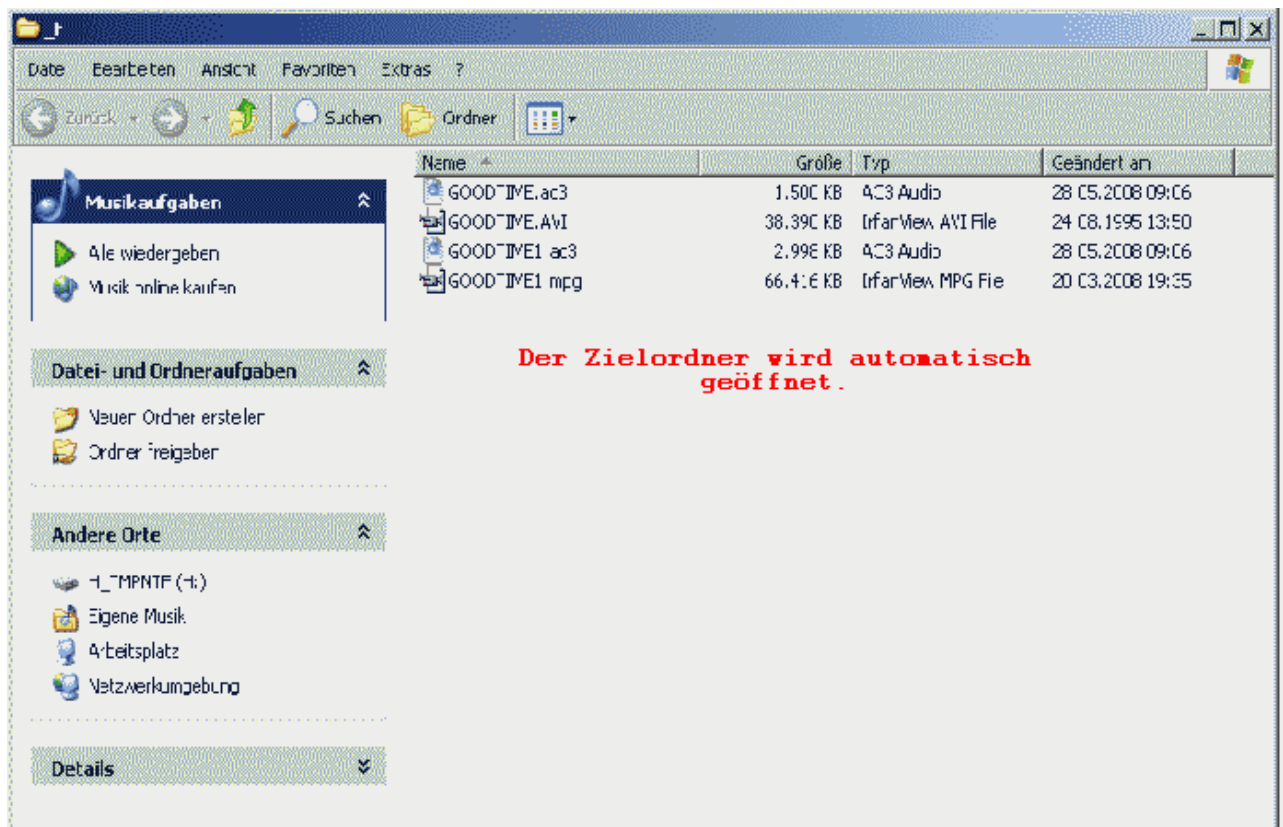 Datei Bearbeiten Ansicht Favoriten Extras ?
Zurück Suchen Ordner
Name Größe Typ Geändert am
GOODTIME.ac3 1.500 KB AC3 Audio 28.05.2008 09:06
GOODTIME.AVI 38.390 KB IrfanView AVI File 24.08.1995 13:50
GOODTIME1.ac3 2.998 KB AC3 Audio 28.05.2008 09:06
GOODTIME1.mpg 66.416 KB IrfanView MPG File 20.03.2008 19:35
Musikaufgaben
Alle wiedergeben
Musik online kaufen
Der Zielordner wird automatisch
geöffnet.
Datei- und Ordneraufgaben
Neuen Ordner erstellen
Ordner freigeben
Andere Orte
(H:)
Eigene Musik
Arbeitsplatz
Netzwerkumgebung
Details